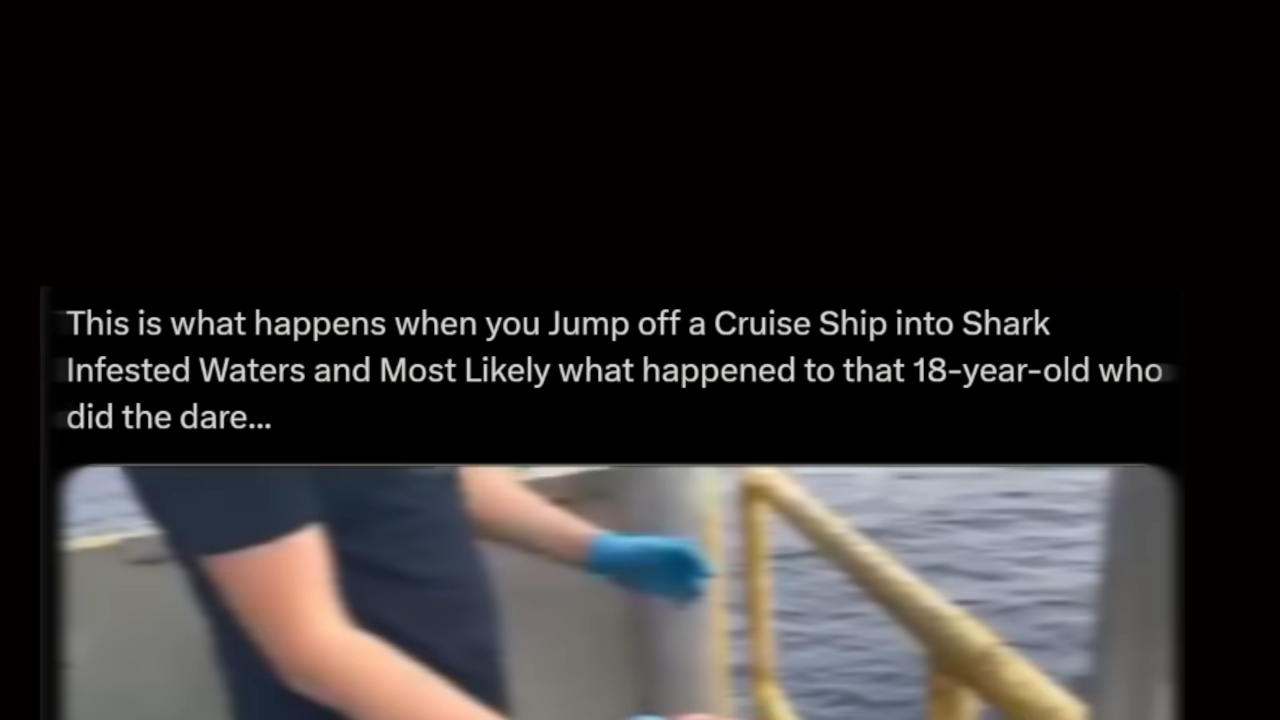 This is what happens when you Jump off a Cruise Ship into Shark
Infested Waters and Most Likely what happened to that 18-year-old who
did the dare...